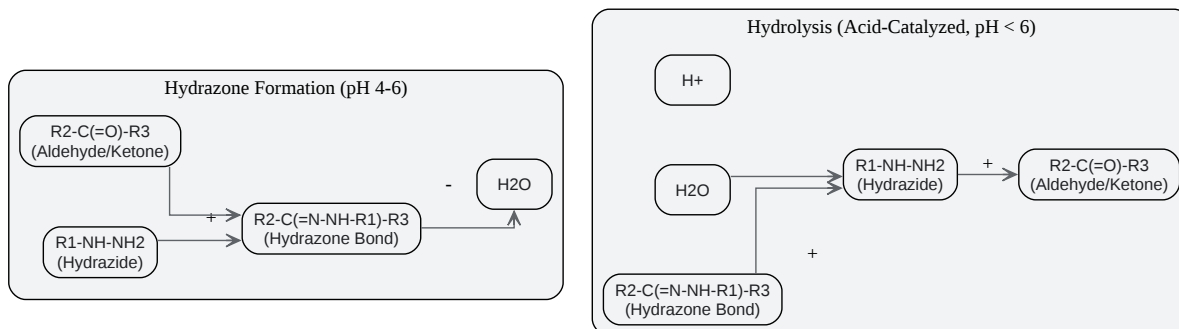 Hydrazone Formation (pH 4-6)
R2-C(=O)-R3
(Aldehyde/Ketone)
+
R1-NH-NH2
(Hydrazide)
R2-C(=N-NH-R1)-R3
(Hydrazone Bond)
-
H2O
Hydrolysis (Acid-Catalyzed, pH < 6)
H+
H2O
R2-C(=N-NH-R1)-R3
(Hydrazone Bond)
+
R1-NH-NH2
(Hydrazide)
+
R2-C(=O)-R3
(Aldehyde/Ketone)